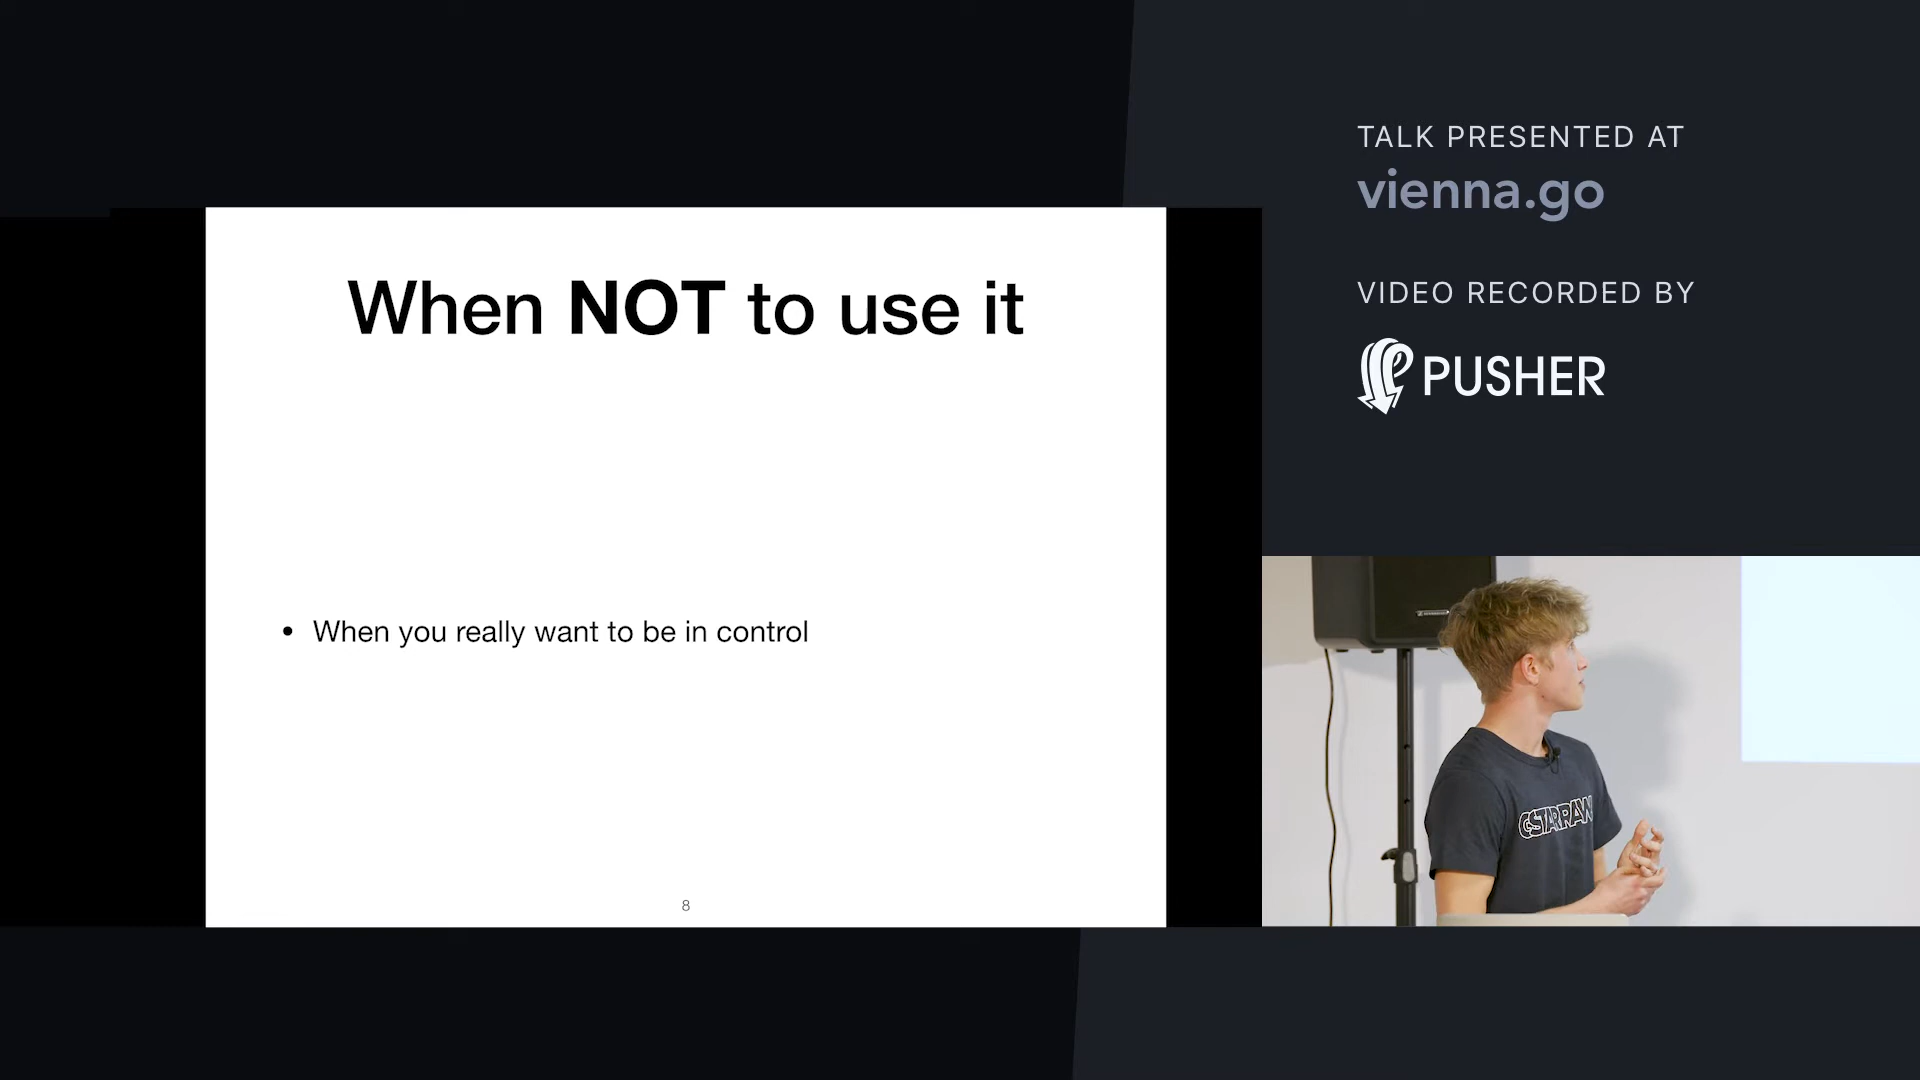 When NOT to use it
• When you really want to be in control
8
TALK PRESENTED AT
vienna.go
VIDEO RECORDED BY
PUSHER
GSTARRAW